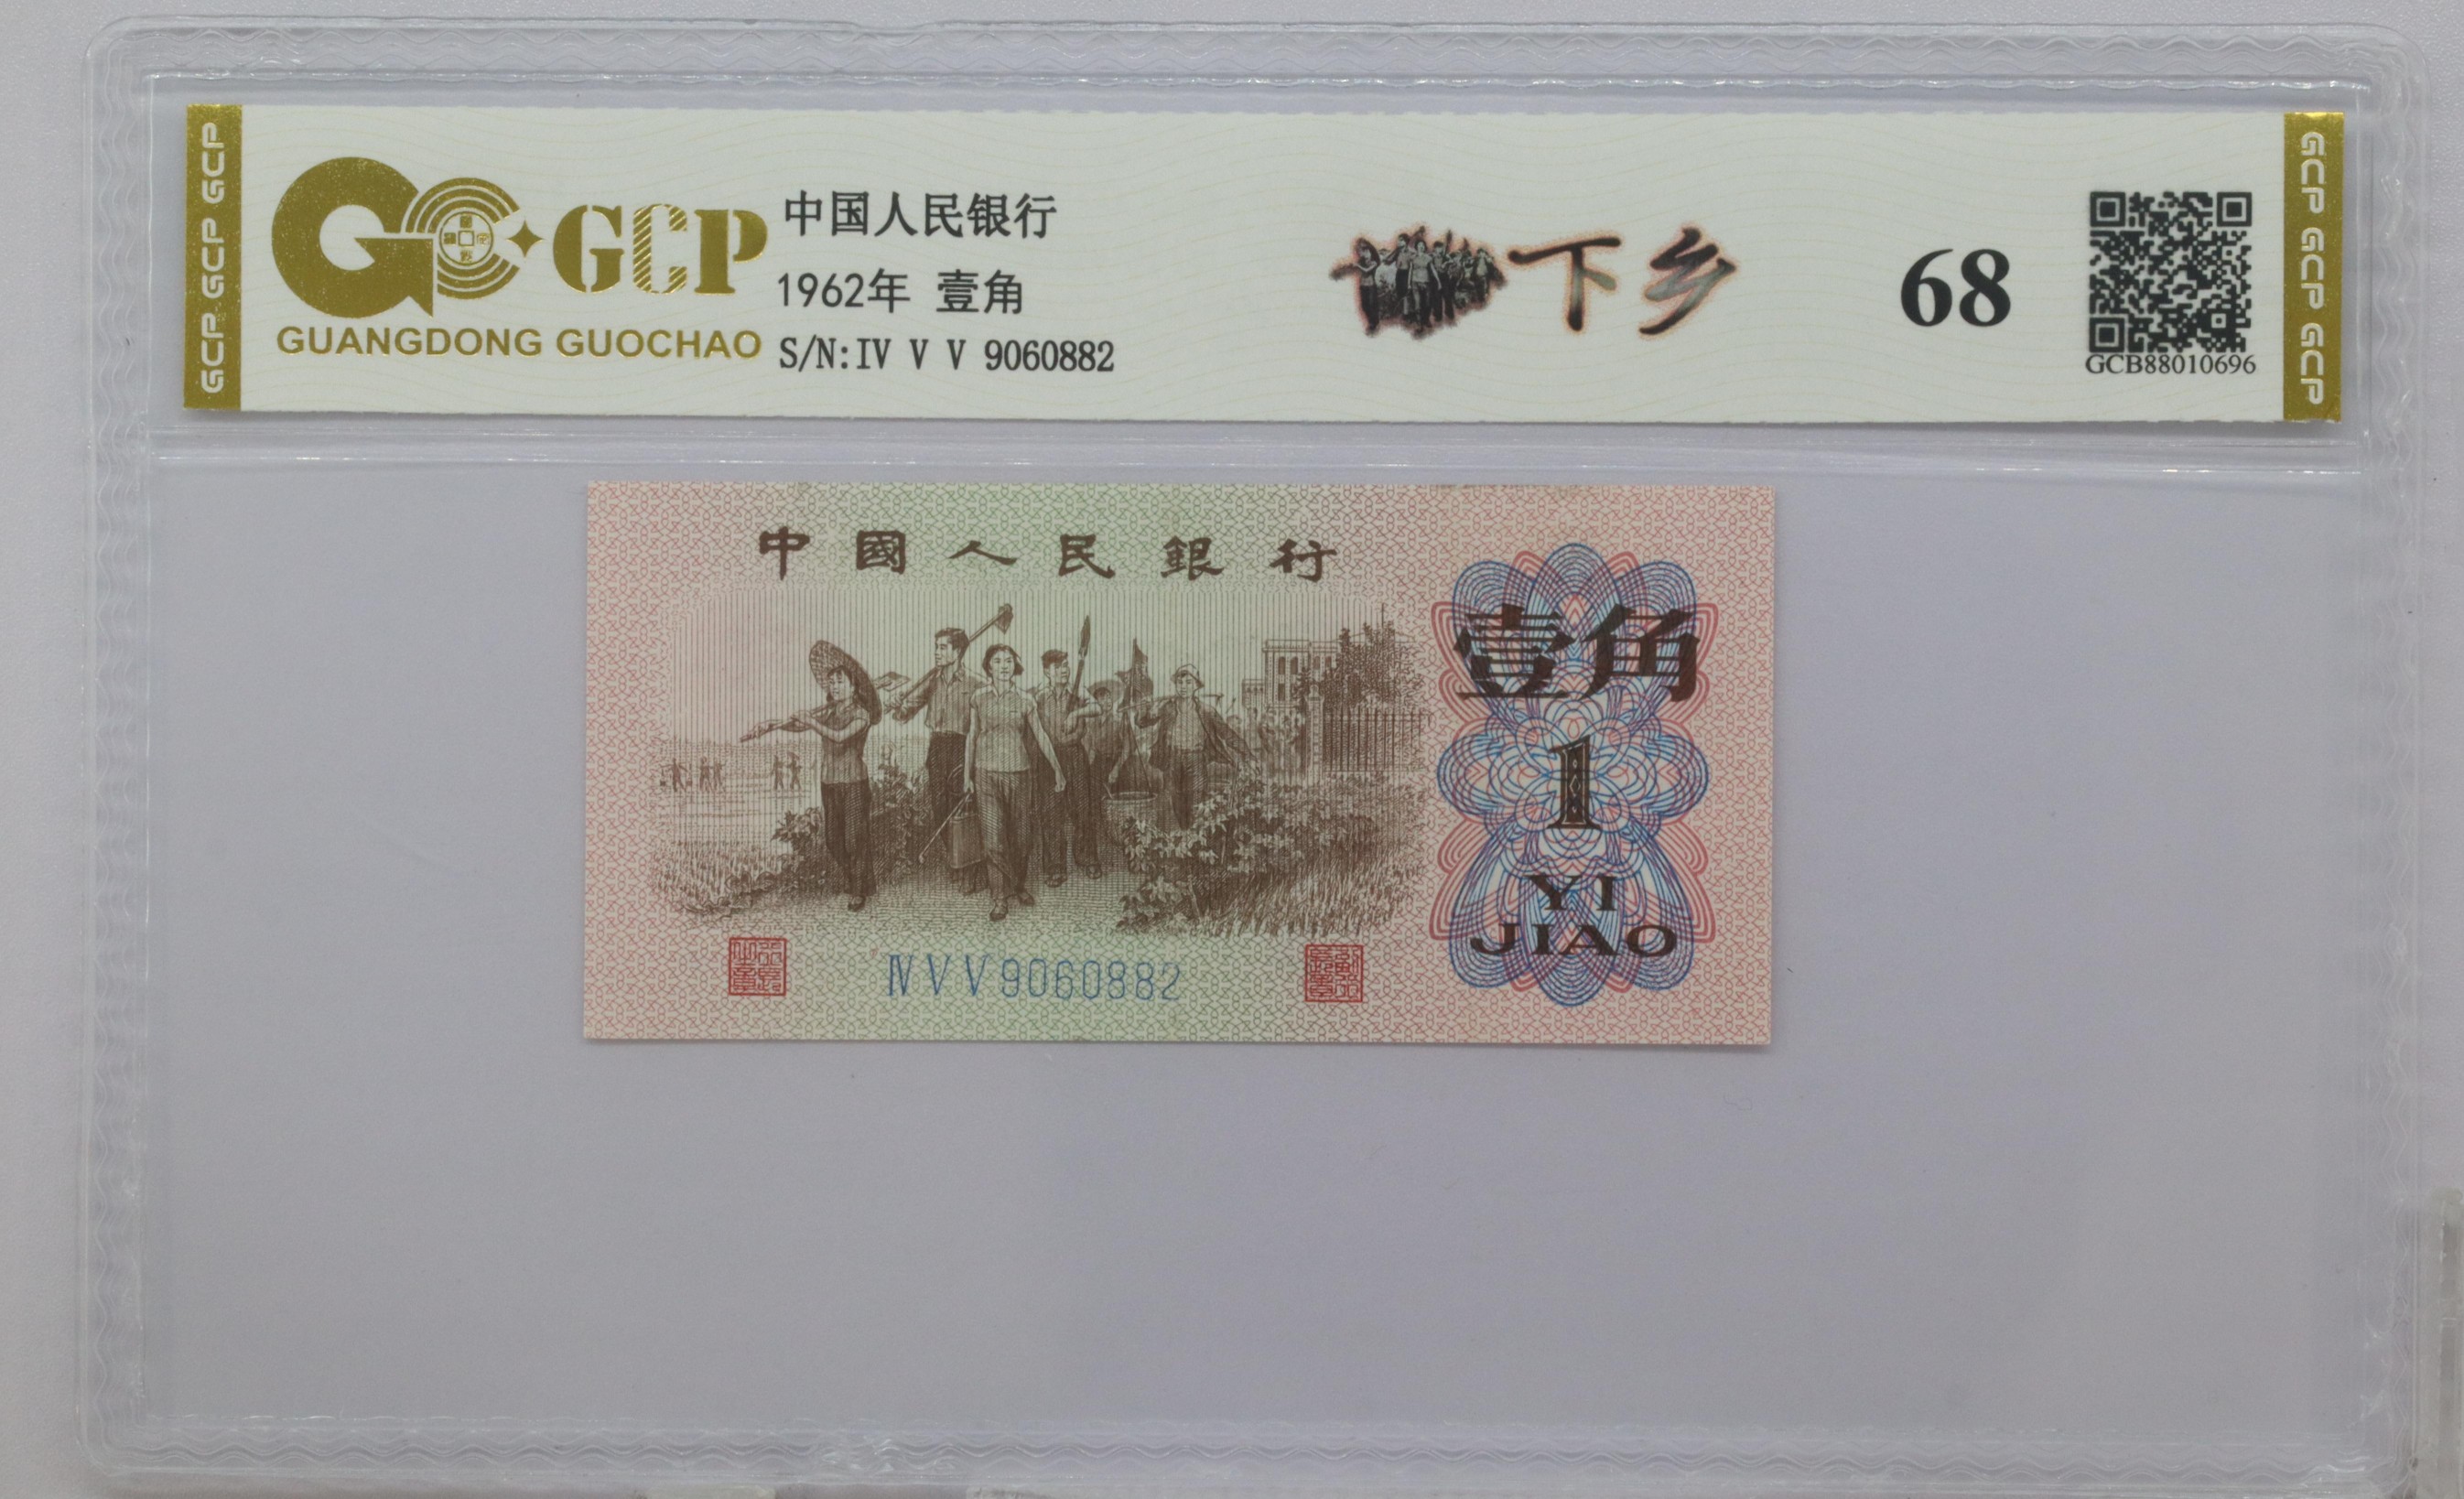 GCP GCP GCP
GCP
GUANGDONG GUOCHAO
中国人民银行
1962年 壹角
S/N:IV V V 9060882
下乡
68
GCB88010696
GCP GCP GCP
中國人民銀行
壹角
1
YI
JIAO
IV V V 9060882